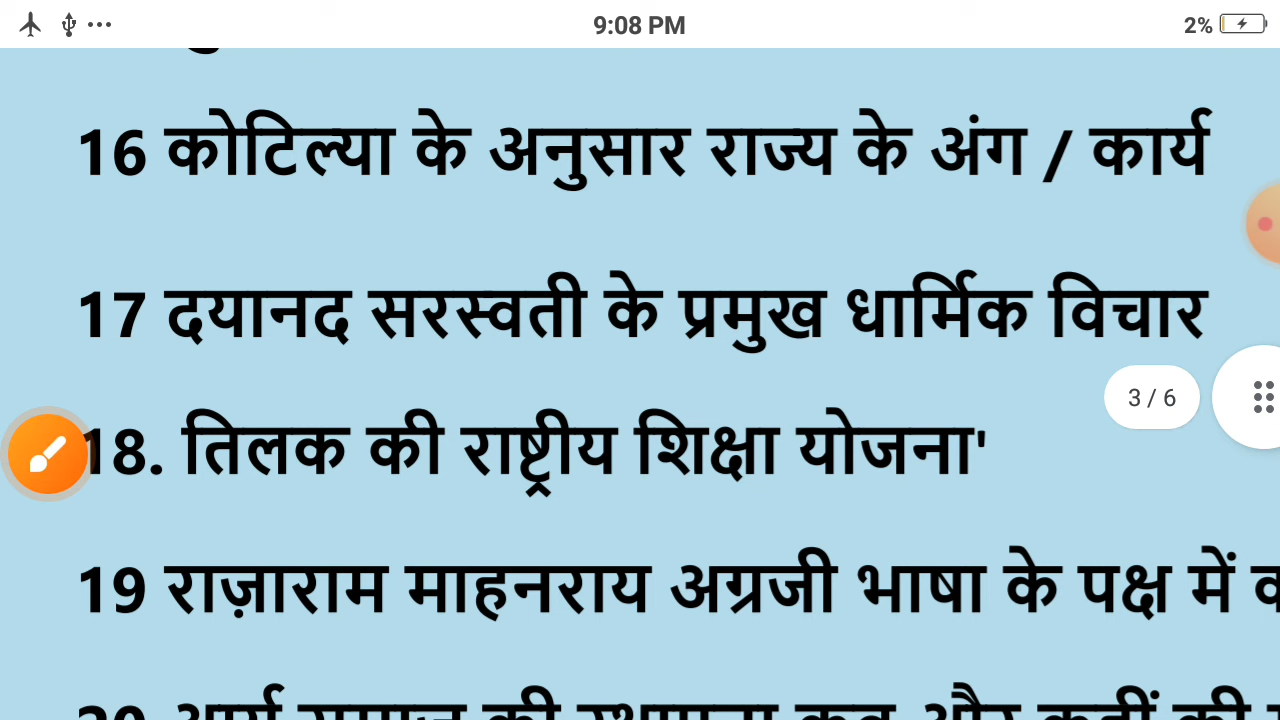 9:08 PM
2%
16 कोटिल्या के अनुसार राज्य के अंग / कार्य
17 दयानद सरस्वती के प्रमुख धार्मिक विचार
3 / 6
18. तिलक की राष्ट्रीय शिक्षा योजना'
19 राज़ाराम माहनराय अग्रजी भाषा के पक्ष में